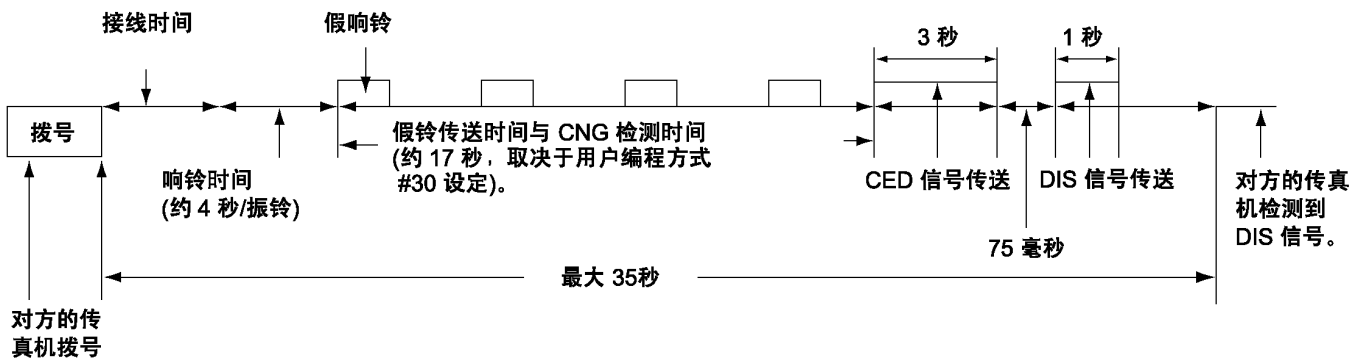 接线时间
假响铃
3 秒
1 秒
拨号
假铃传送时间与 CNG 检测时间
(约 17 秒，取决于用户编程方式
#30 设定)。
响铃时间
(约 4 秒/振铃)
CED 信号传送
DIS 信号传送
对方的传真
机检测到
DIS 信号。
75 毫秒
最大 35秒
对方的传
真机拨号